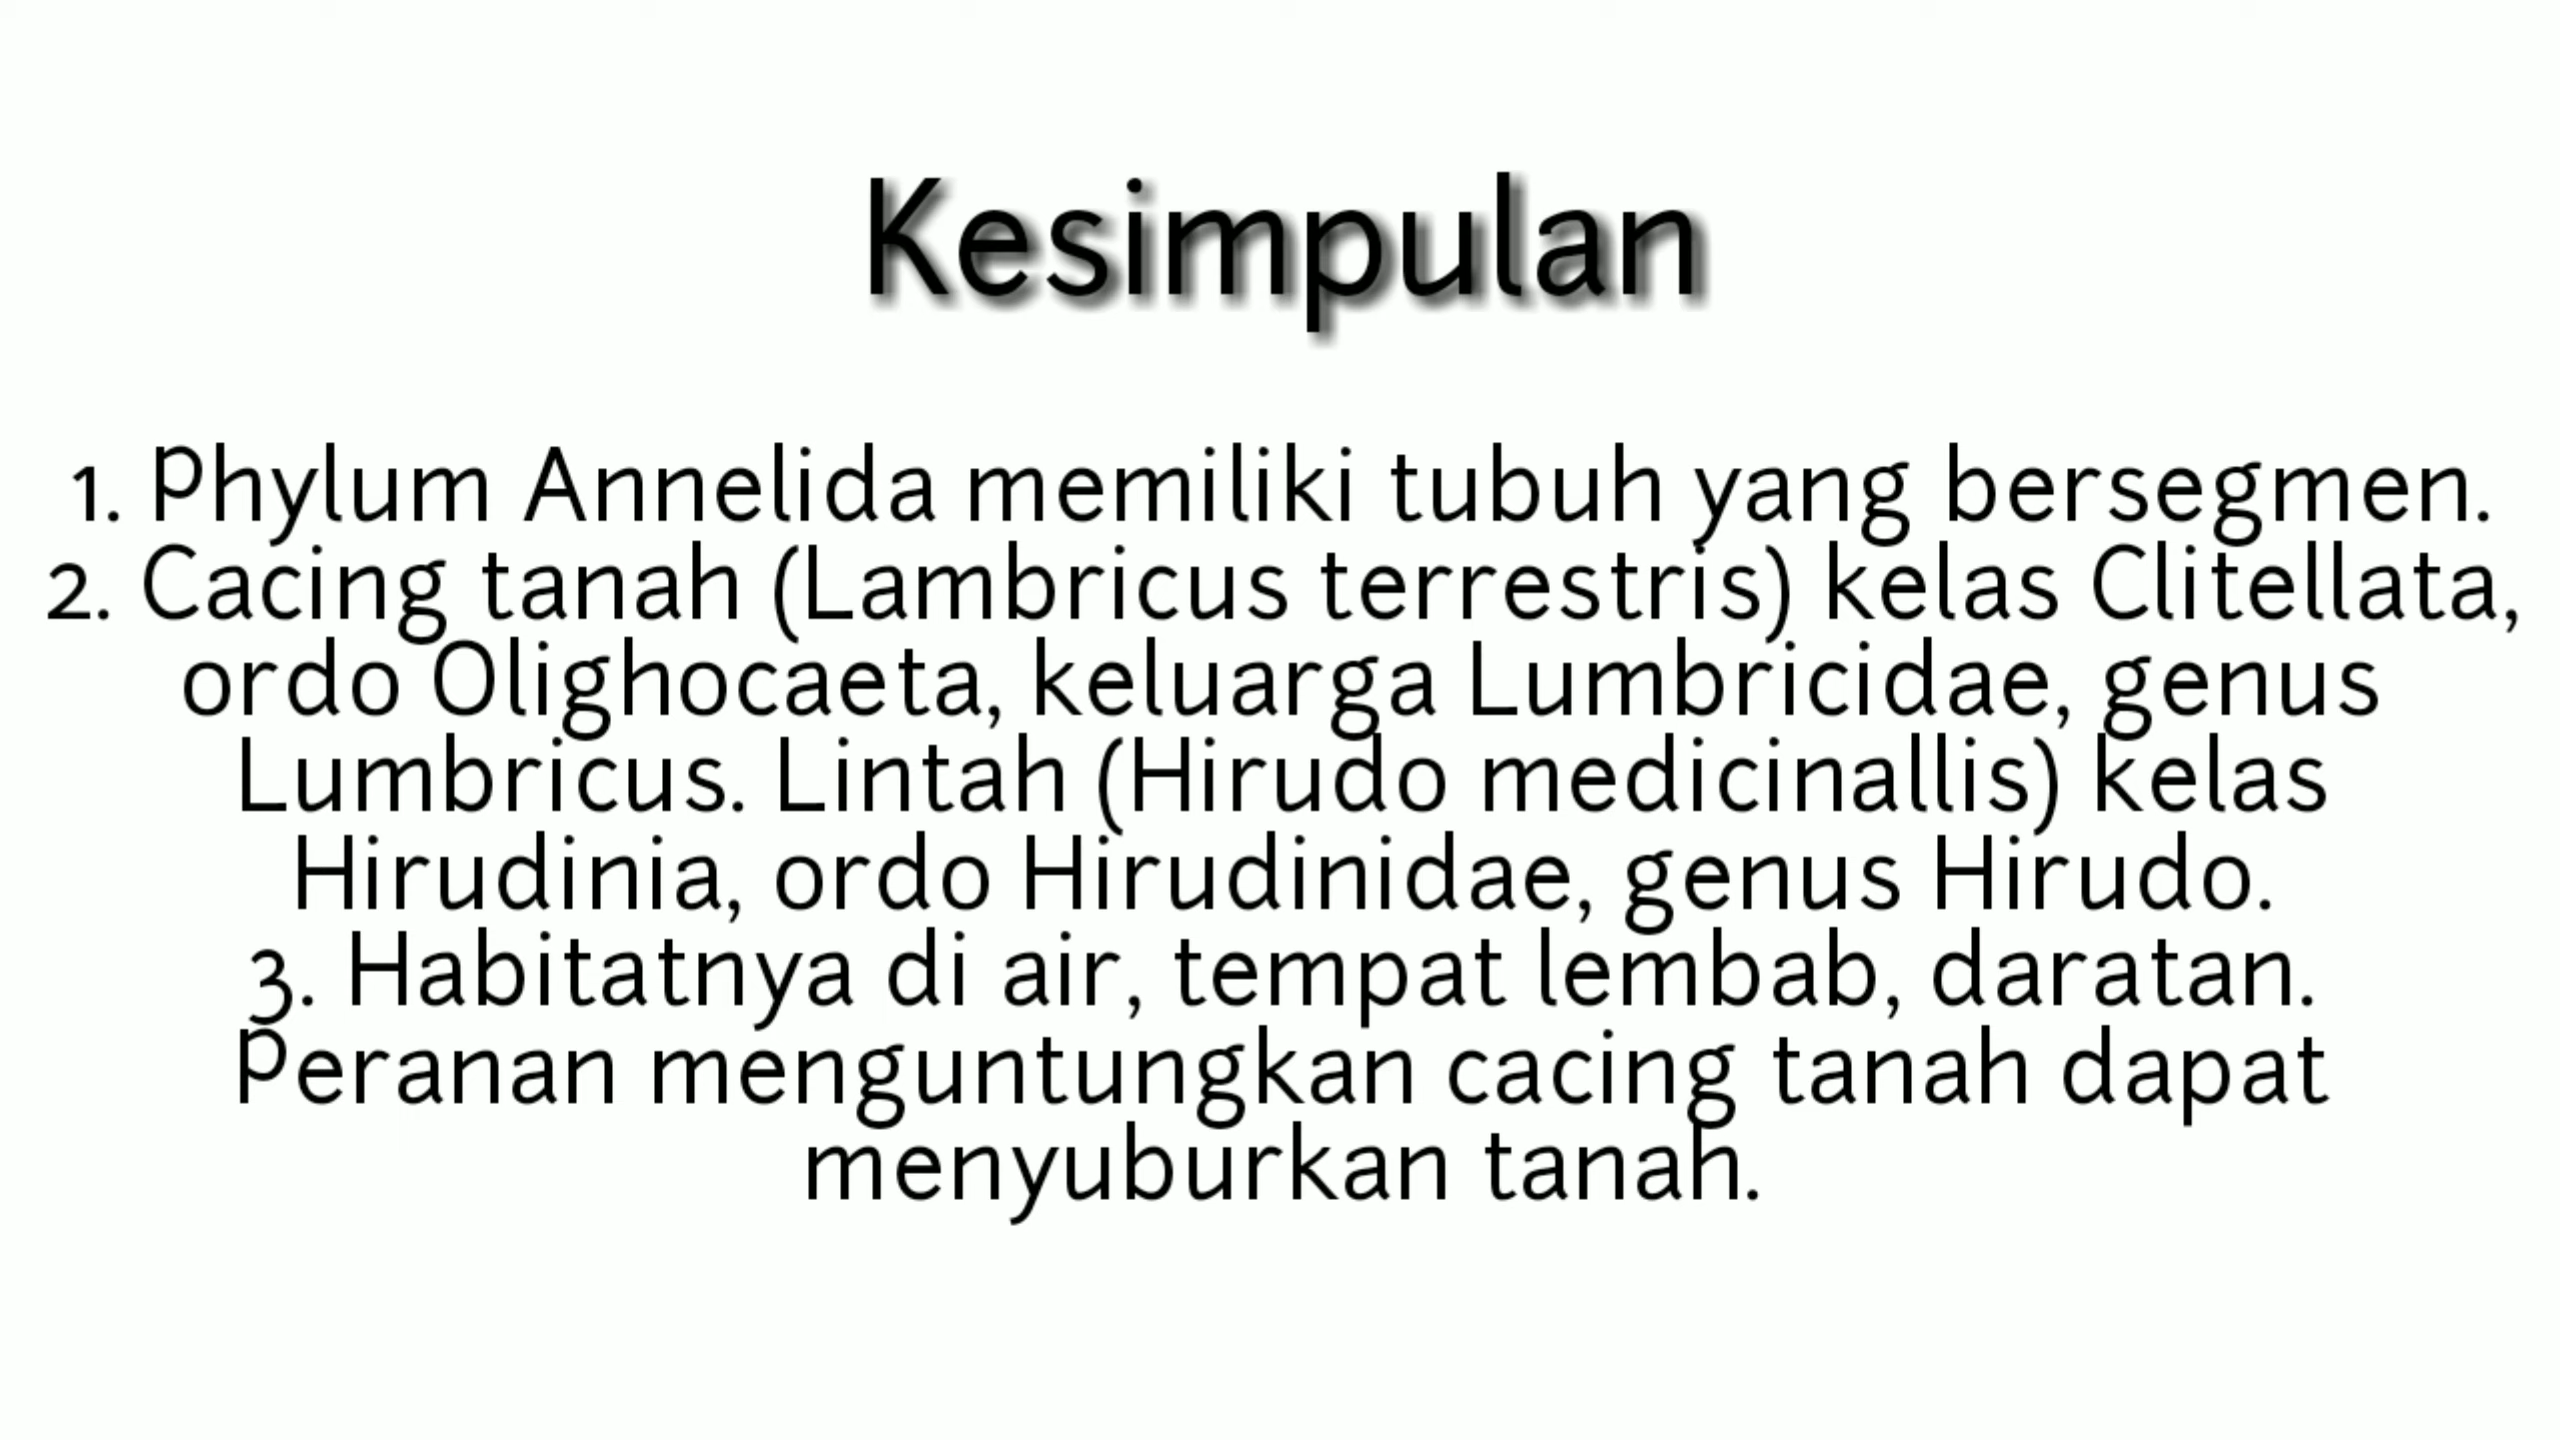 Kesimpulan
1. Phylum Annelida memiliki tubuh yang bersegmen.
2. Cacing tanah (Lambricus terrestris) kelas Clitellata,
ordo Olighocaeta, keluarga Lumbricidae, genus
Lumbricus. Lintah (Hirudo medicinallis) kelas
Hirudinia, ordo Hirudinidae, genus Hirudo.
3. Habitatnya di air, tempat lembab, daratan.
Peranan menguntungkan cacing tanah dapat
menyuburkan tanah.